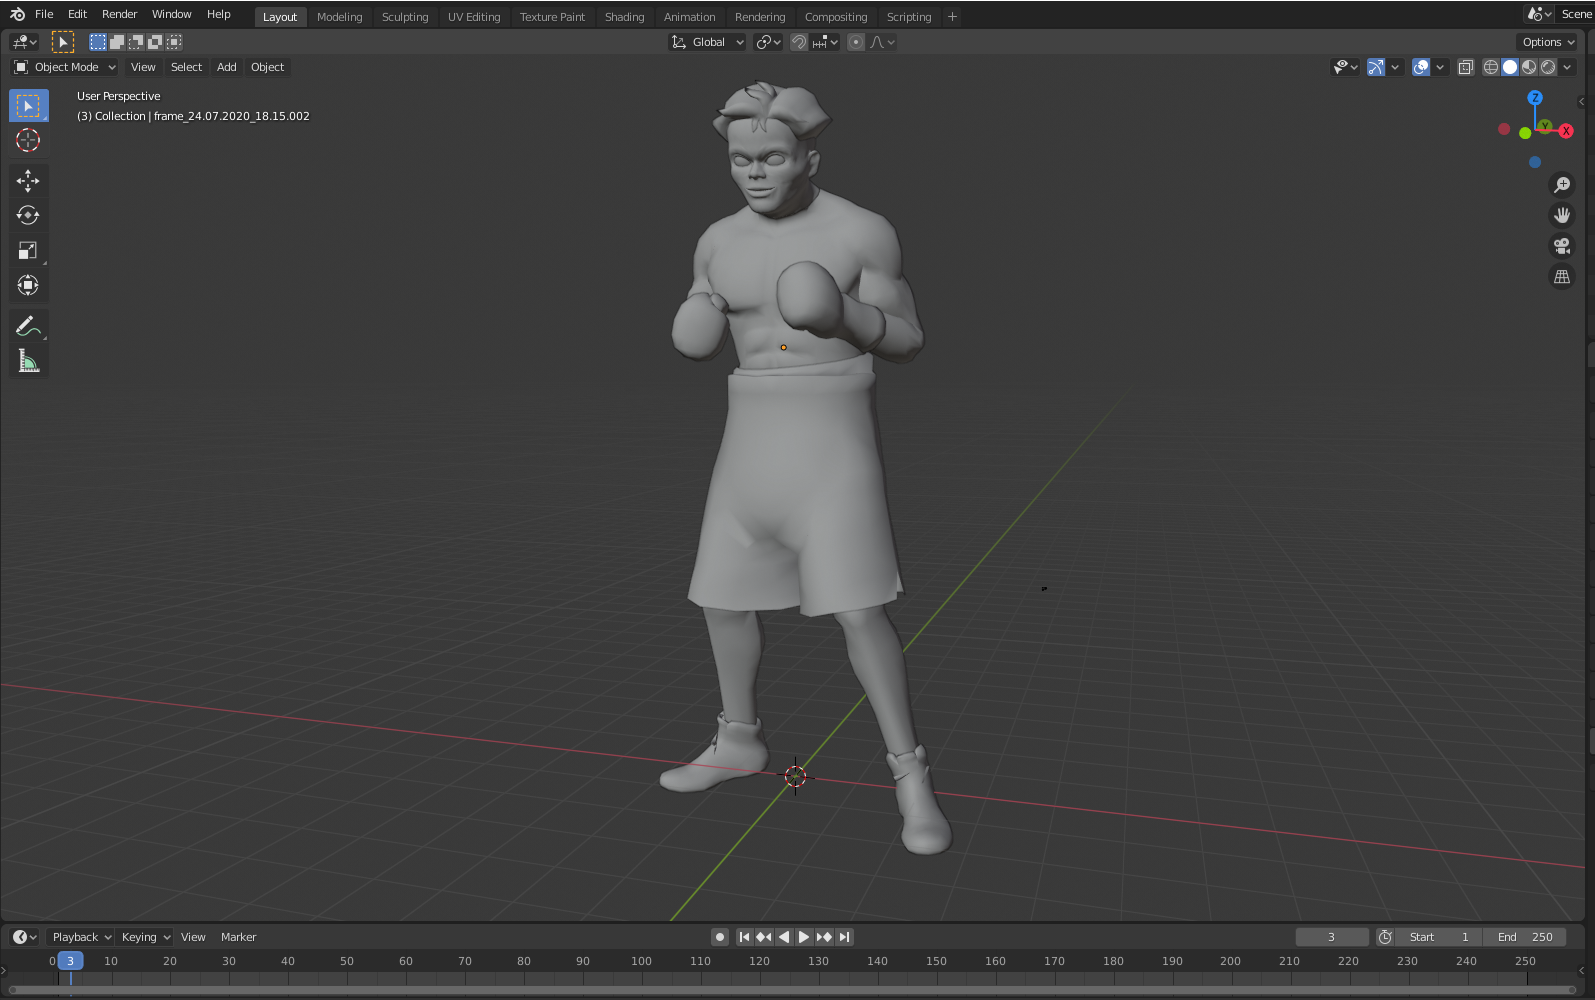 File Edit Render Window Help Layout Modeling Sculpting UV Editing Texture Paint Shading Animation Rendering Compositing Scripting + Scene
Global Options
Object Mode View Select Add Object
User Perspective
(3) Collection | frame_24.07.2020_18.15.002
Z
Y X
Playback Keying View Marker 3 Start 1 End 250
0 3 10 20 30 40 50 60 70 80 90 100 110 120 130 140 150 160 170 180 190 200 210 220 230 240 250